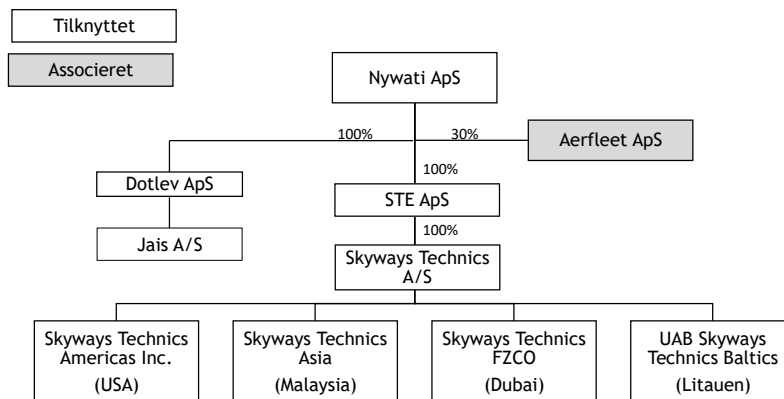 Tilknyttet
Associeret
Nywati ApS
100%
30%
Aerfleet ApS
100%
Dotlev ApS
STE ApS
Jais A/S
100%
Skyways Technics
A/S
Skyways Technics
Americas Inc.
(USA)
Skyways Technics
Asia
(Malaysia)
Skyways Technics
FZCO
(Dubai)
UAB Skyways
Technics Baltics
(Litauen)